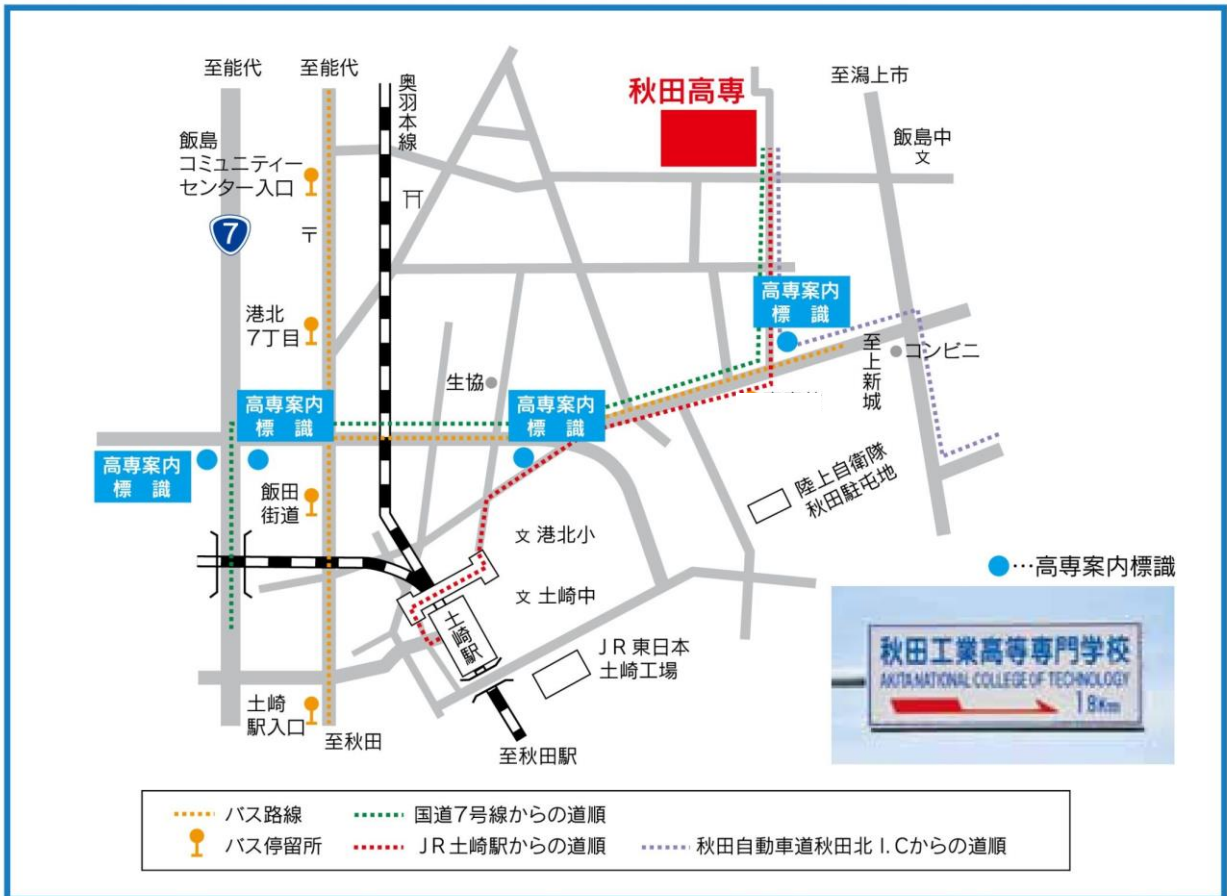 至能代
至能代
奥羽本線
秋田高専
至潟上市
飯島
コミュニティー
センター入口
飯島中
文
7
〒
港北
7丁目
高専案内
標識
至上新城
コンビニ
生協
高専案内
標 識
高専案内
標 識
高専案内
標 識
飯田
街道
陸上自衛隊
秋田駐屯地
文 港北小
文 土崎中
土崎駅
JR東日本
土崎工場
土崎
駅入口
至秋田
至秋田駅
…高専案内標識
秋田工業高等専門学校
AKITA NATIONAL COLLEGE OF TECHNOLOGY
1.8Km
バス路線
国道7号線からの道順
バス停留所
JR土崎駅からの道順
秋田自動車道秋田北I.Cからの道順